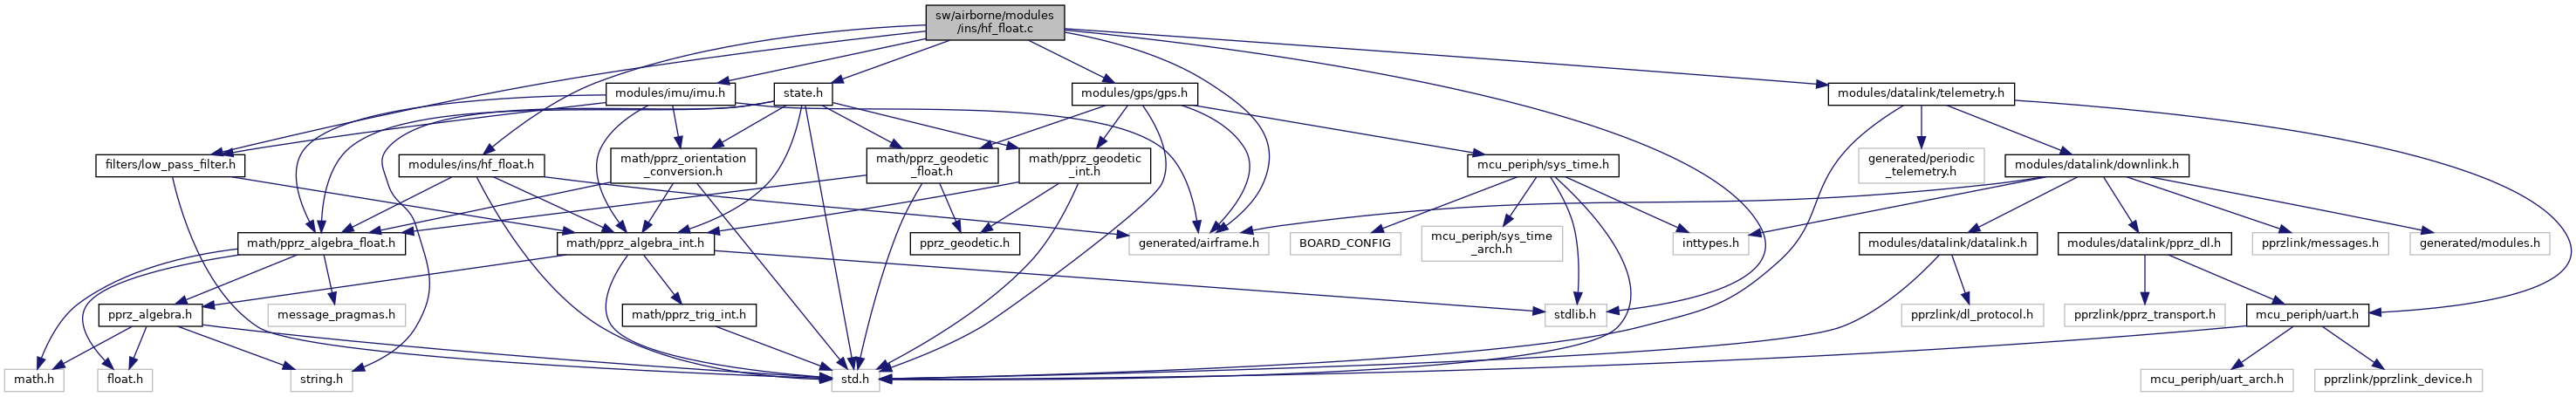 sw/airborne/modules
/ins/hf_float.c
modules/imu/imu.h
state.h
modules/gps/gps.h
modules/datalink/telemetry.h
filters/low_pass_filter.h
modules/ins/hf_float.h
math/pprz_orientation
_conversion.h
math/pprz_geodetic
_float.h
math/pprz_geodetic
_int.h
mcu_periph/sys_time.h
generated/periodic
_telemetry.h
modules/datalink/downlink.h
math/pprz_algebra_float.h
math/pprz_algebra_int.h
pprz_geodetic.h
generated/airframe.h
BOARD_CONFIG
mcu_periph/sys_time
_arch.h
inttypes.h
modules/datalink/datalink.h
modules/datalink/pprz_dl.h
pprzlink/messages.h
generated/modules.h
pprz_algebra.h
message_pragmas.h
math/pprz_trig_int.h
stdlib.h
pprzlink/dl_protocol.h
pprzlink/pprz_transport.h
mcu_periph/uart.h
math.h
float.h
string.h
std.h
mcu_periph/uart_arch.h
pprzlink/pprzlink_device.h